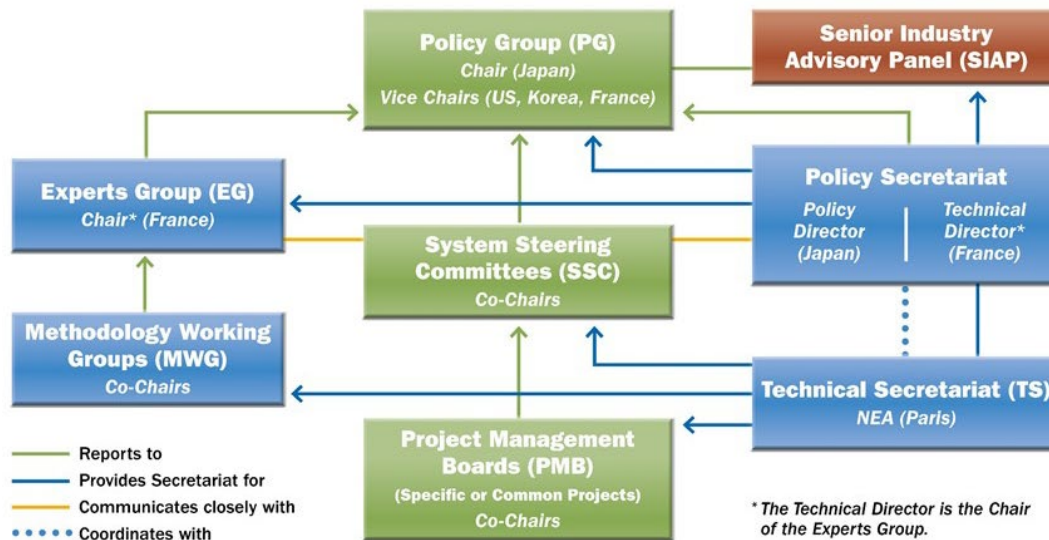 Policy Group (PG)
Chair (Japan)
Vice Chairs (US, Korea, France)
Senior Industry
Advisory Panel (SIAP)
Experts Group (EG)
Chair* (France)
System Steering
Committees (SSC)
Co-Chairs
Policy Secretariat
Policy
Director
(Japan)
Technical
Director*
(France)
Methodology Working
Groups (MWG)
Co-Chairs
Technical Secretariat (TS)
NEA (Paris)
Project Management
Boards (PMB)
(Specific or Common Projects)
Co-Chairs
Reports to
Provides Secretariat for
Communicates closely with
Coordinates with
* The Technical Director is the Chair
of the Experts Group.